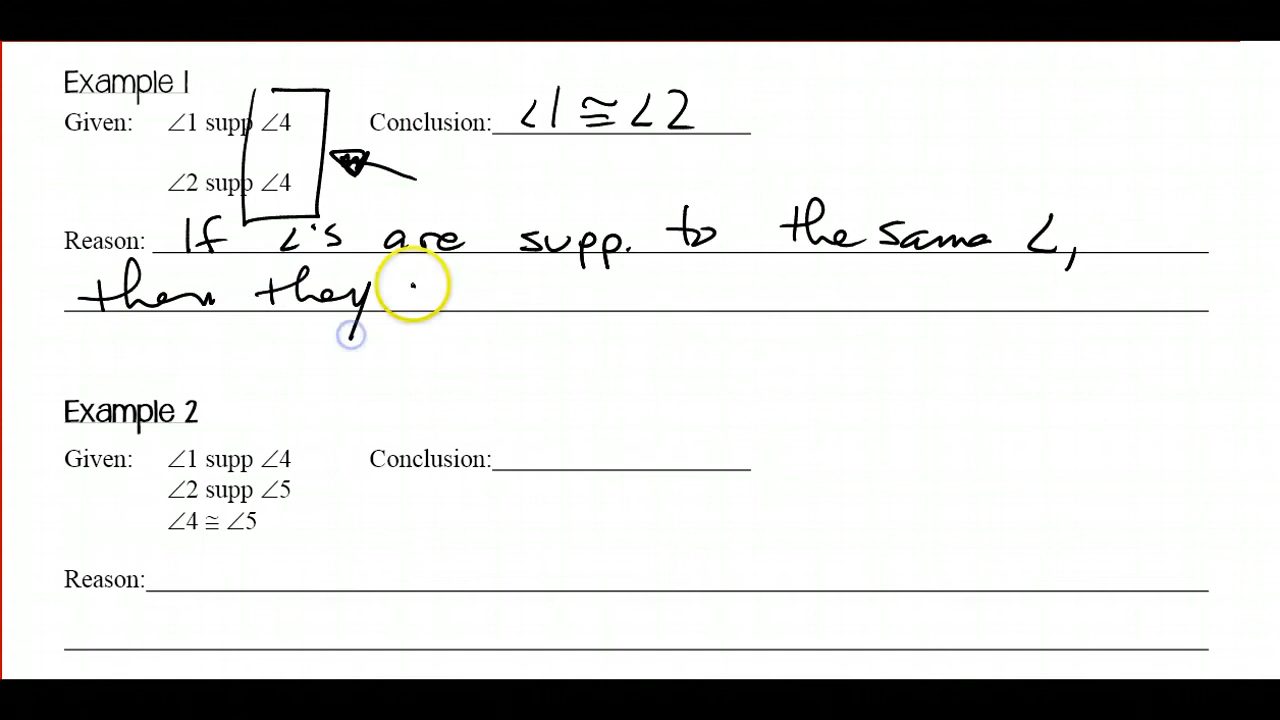 Example 1
Given: ∠1 supp ∠4 Conclusion: ∠1 ≅ ∠2
∠2 supp ∠4
Reason: If ∠'s are supp. to the same ∠,
then they
Example 2
Given: ∠1 supp ∠4 Conclusion:
∠2 supp ∠5
∠4 ≅ ∠5
Reason: